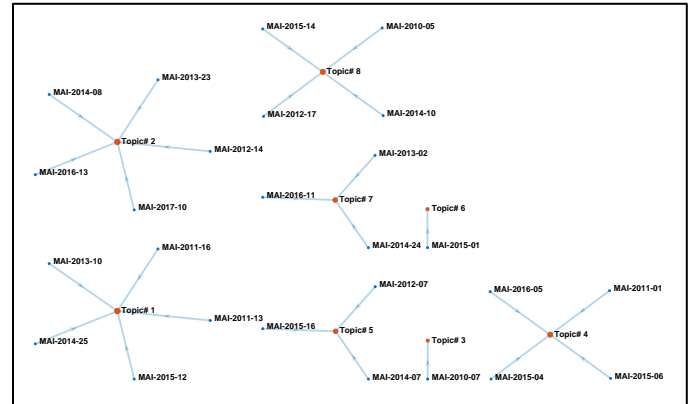 MAI-2015-14
MAI-2010-05
Topic# 8
MAI-2012-17
MAI-2014-10
MAI-2013-23
MAI-2014-08
Topic# 2
MAI-2012-14
MAI-2016-13
MAI-2017-10
MAI-2013-02
MAI-2016-11
Topic# 7
MAI-2014-24
Topic# 6
MAI-2015-01
MAI-2011-16
MAI-2013-10
Topic# 1
MAI-2011-13
MAI-2014-25
MAI-2015-12
MAI-2012-07
MAI-2015-16
Topic# 5
MAI-2014-07
Topic# 3
MAI-2010-07
MAI-2016-05
MAI-2011-01
Topic# 4
MAI-2015-04
MAI-2015-06